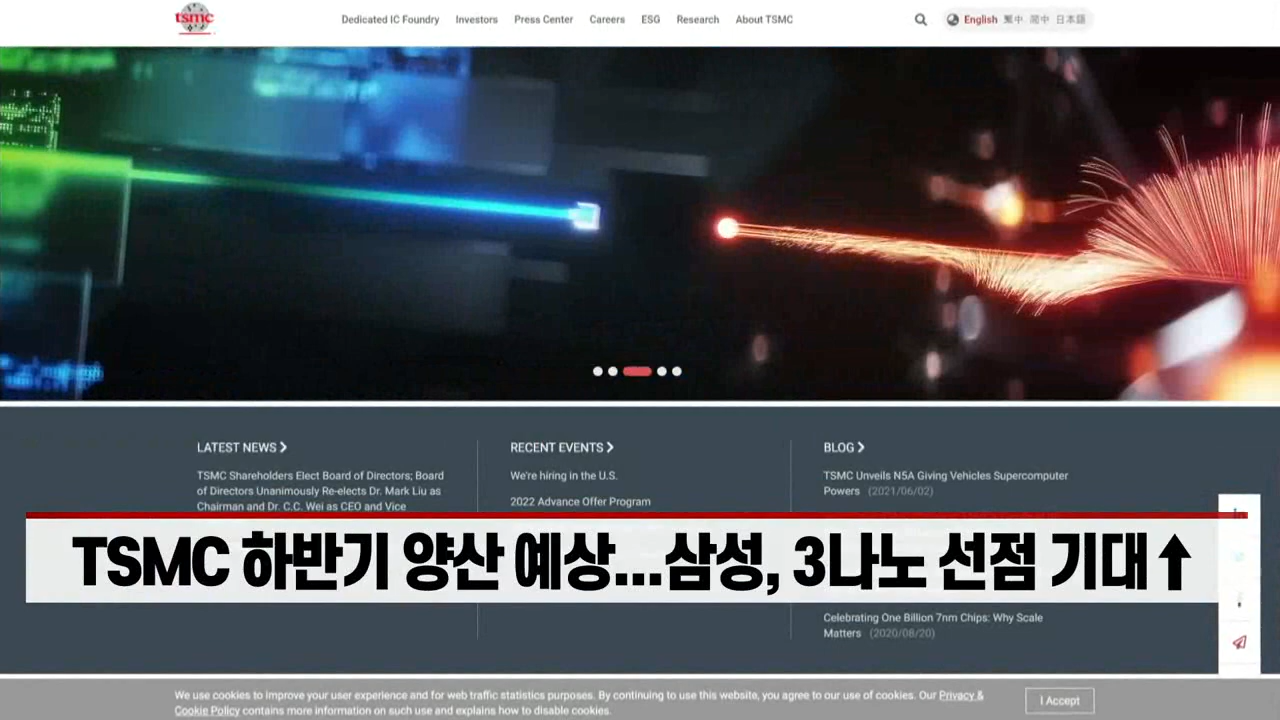 tsmc
Dedicated IC Foundry Investors Press Center Careers ESG Research About TSMC
English 繁中 简中 日本語
LATEST NEWS
TSMC Shareholders Elect Board of Directors; Board
of Directors Unanimously Re-elects Dr. Mark Liu as
Chairman and Dr. C.C. Wei as CEO and Vice
RECENT EVENTS
We're hiring in the U.S.
2022 Advance Offer Program
BLOG
TSMC Unveils N5A Giving Vehicles Supercomputer
Powers (2021/06/02)
TSMC 하반기 양산 예상...삼성, 3나노 선점 기대↑
Celebrating One Billion 7nm Chips: Why Scale
Matters (2020/08/20)
We use cookies to improve your user experience and for web traffic statistics purposes. By continuing to use this website, you agree to our use of cookies. Our Privacy &
Cookie Policy contains more information on such use and explains how to disable cookies.
I Accept